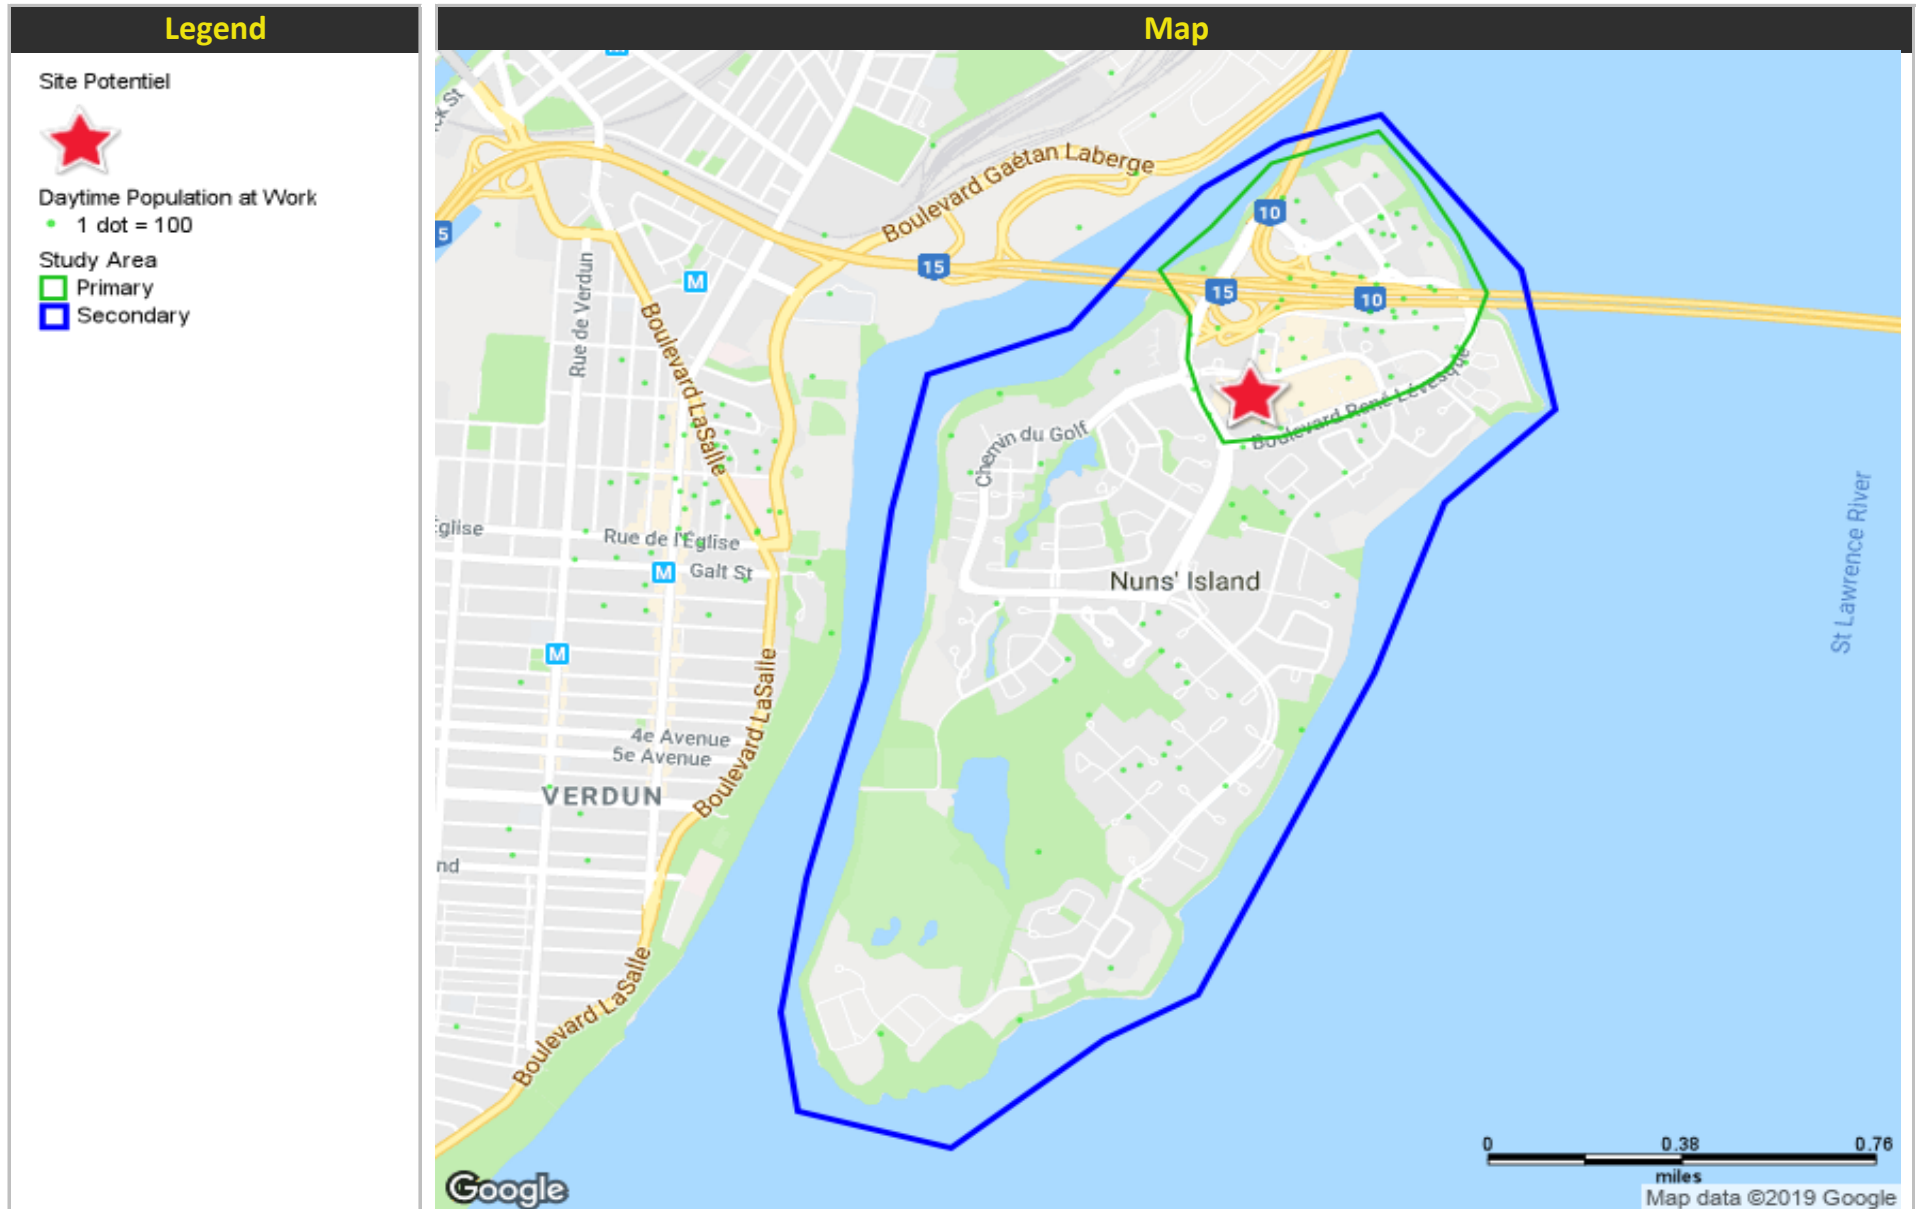 Legend
Map
Site Potentiel
Daytime Population at Work
1 dot = 100
Study Area
Primary
Secondary
ck St
Boulevard Gaétan Laberge
10
5
15
15
10
M
Rue de Verdun
Boulevard LaSalle
Boulevard René-Lévesque
Chemin du Golf
Église
Rue de l'Église
M
Galt St
Nuns' Island
St Lawrence River
M
Boulevard LaSalle
4e Avenue
5e Avenue
VERDUN
nd
Boulevard LaSalle
0 0.38 0.76
miles
Google
Map data ©2019 Google